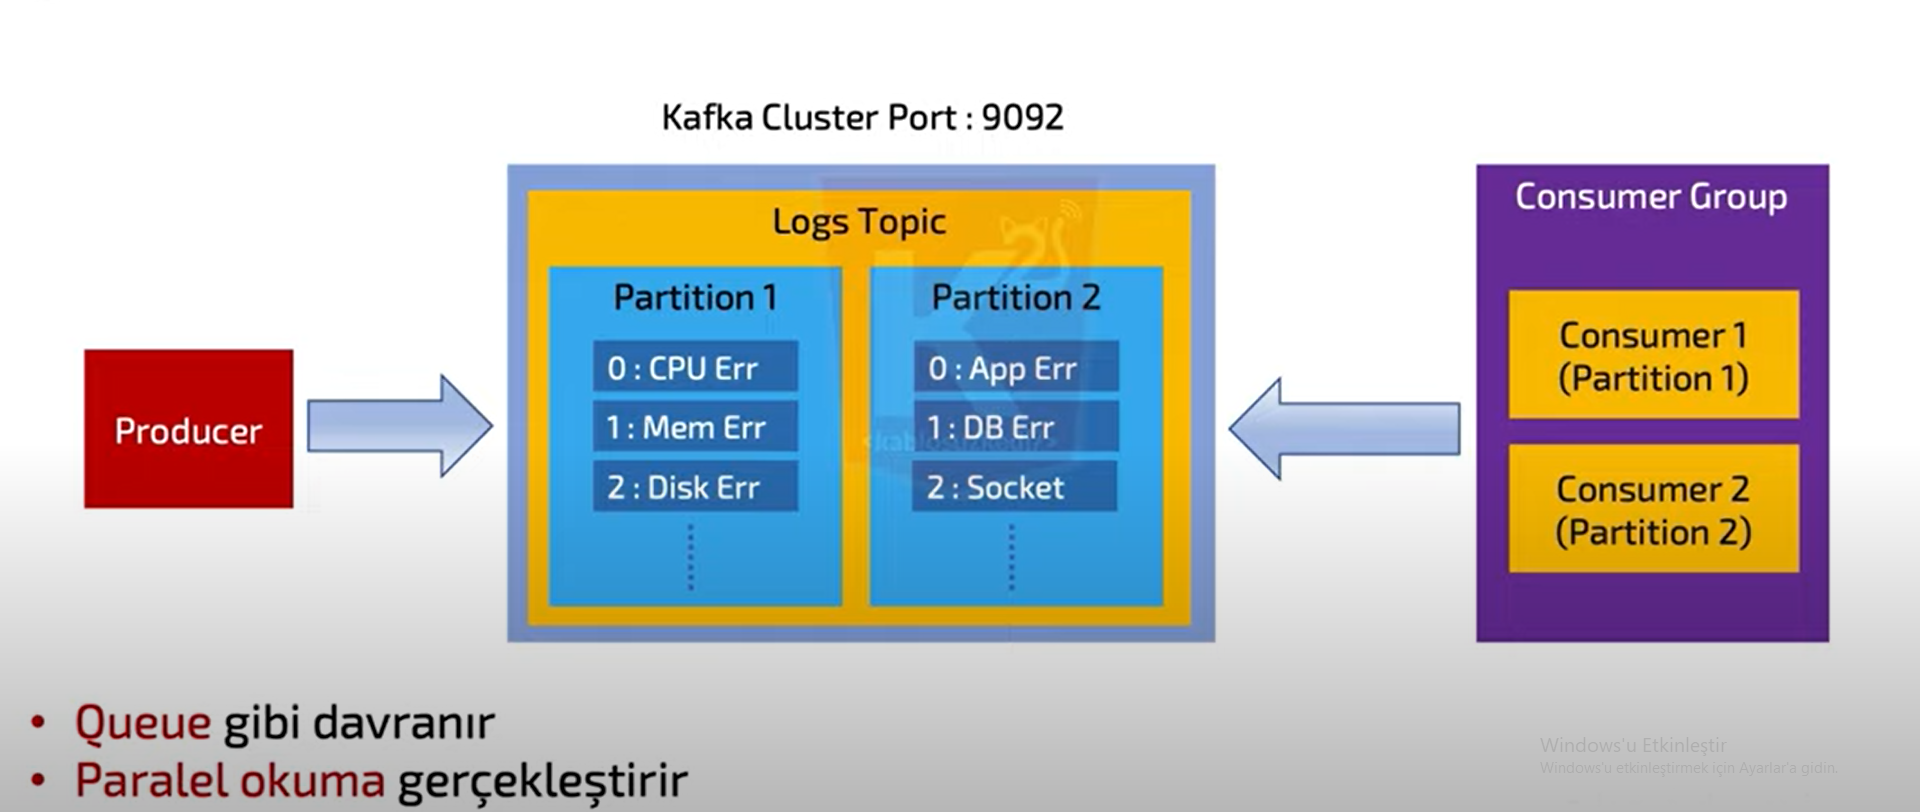 Kafka Cluster Port : 9092
Logs Topic
Partition 1
0 : CPU Err
1 : Mem Err
2 : Disk Err
Partition 2
0 : App Err
1 : DB Err
2 : Socket
Producer
Consumer Group
Consumer 1
(Partition 1)
Consumer 2
(Partition 2)
• Queue gibi davranır
• Paralel okuma gerçekleştirir
Windows'u Etkinleştir
Windows'u etkinleştirmek için Ayarlar'a gidin.